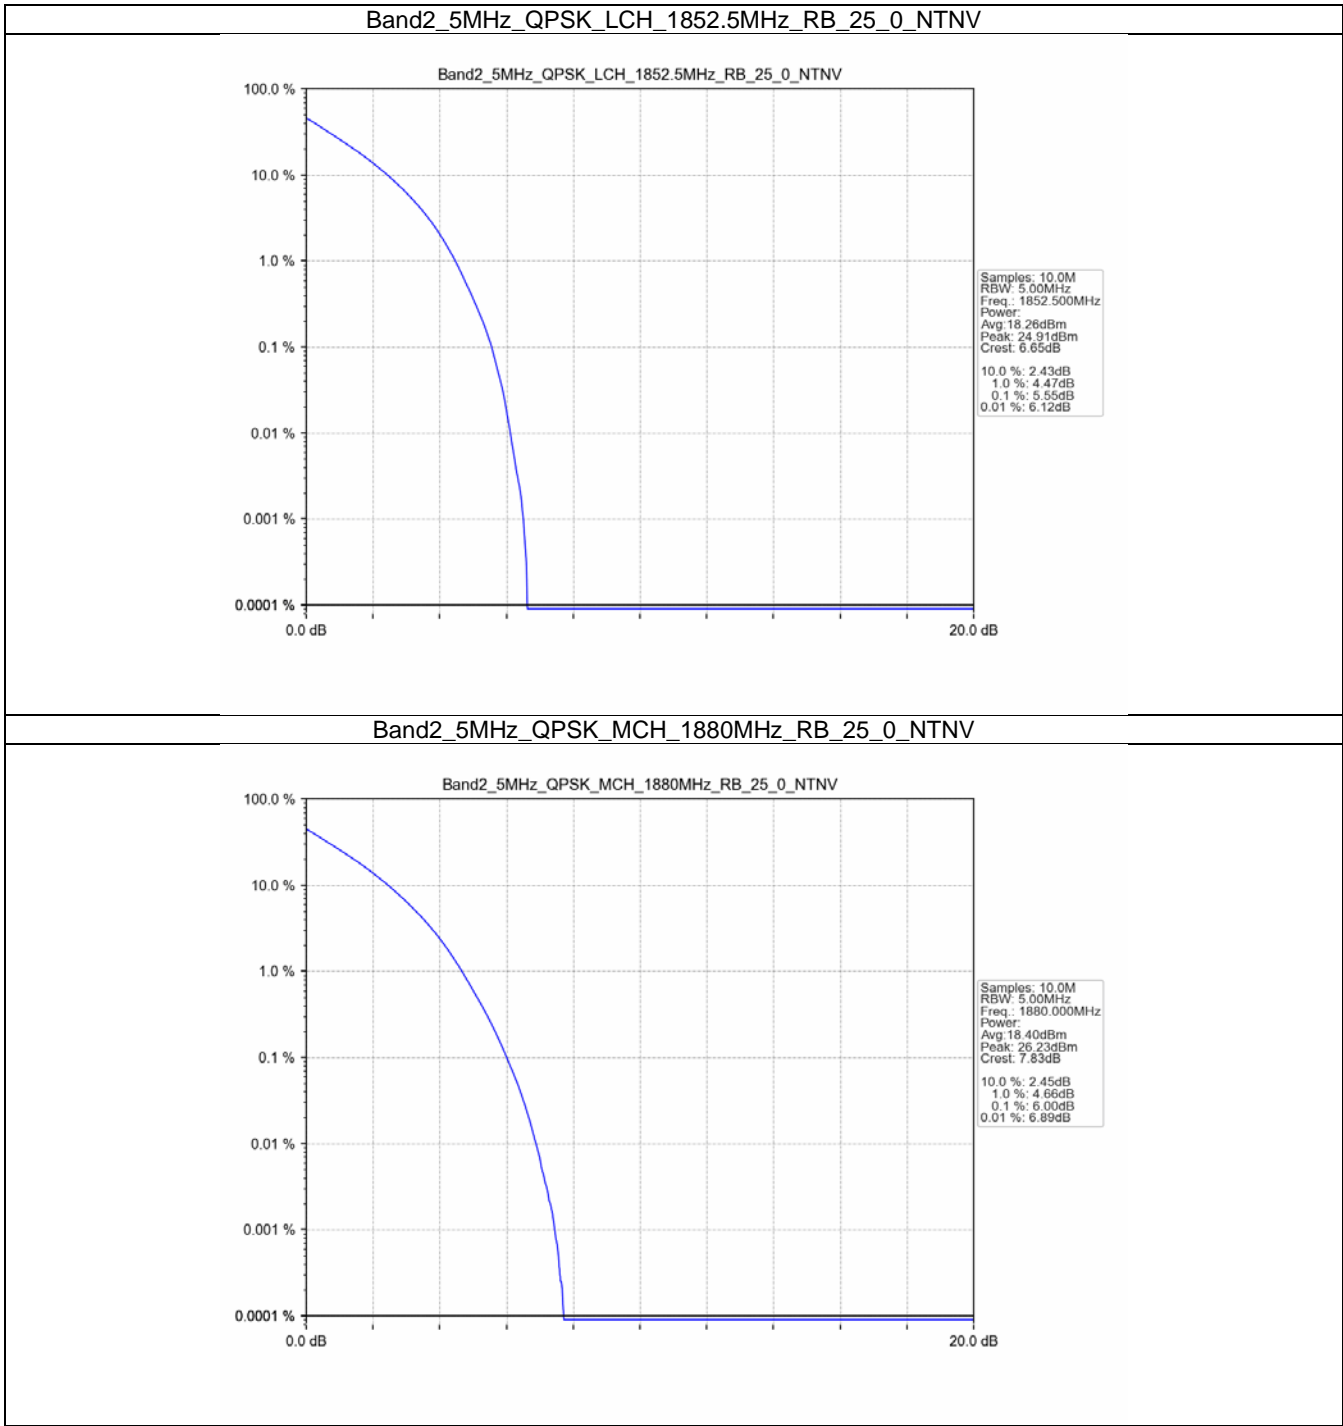 Band2_5MHz_QPSK_LCH_1852.5MHz_RB_25_0_NTNV
Band2_5MHz_QPSK_LCH_1852.5MHz_RB_25_0_NTNV
100.0 %
10.0 %
1.0 %
0.1 %
0.01 %
0.001 %
0.0001 %
0.0 dB
20.0 dB
Samples: 10.0M
RBW: 5.00MHz
Freq.: 1852.500MHz
Power:
Avg:18.26dBm
Peak: 24.91dBm
Crest: 6.65dB
10.0 %: 2.43dB
1.0 %: 4.47dB
0.1 %: 5.55dB
0.01 %: 6.12dB
Band2_5MHz_QPSK_MCH_1880MHz_RB_25_0_NTNV
Band2_5MHz_QPSK_MCH_1880MHz_RB_25_0_NTNV
100.0 %
10.0 %
1.0 %
0.1 %
0.01 %
0.001 %
0.0001 %
0.0 dB
20.0 dB
Samples: 10.0M
RBW: 5.00MHz
Freq.: 1880.000MHz
Power:
Avg:18.40dBm
Peak: 26.23dBm
Crest: 7.83dB
10.0 %: 2.45dB
1.0 %: 4.66dB
0.1 %: 6.00dB
0.01 %: 6.89dB